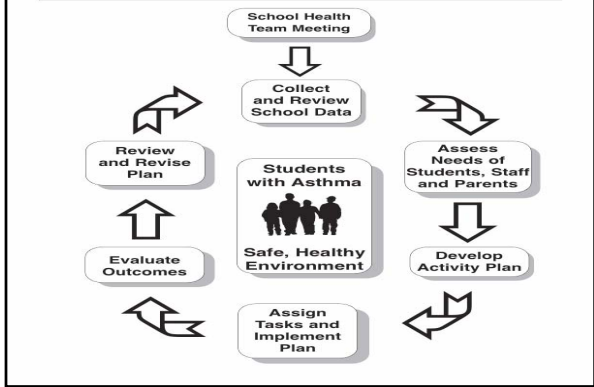 School Health
Team Meeting
Collect
and Review
School Data
Assess
Needs of
Students, Staff
and Parents
Develop
Activity Plan
Assign
Tasks and
Implement
Plan
Evaluate
Outcomes
Review
and Revise
Plan
Students
with Asthma
Safe, Healthy
Environment